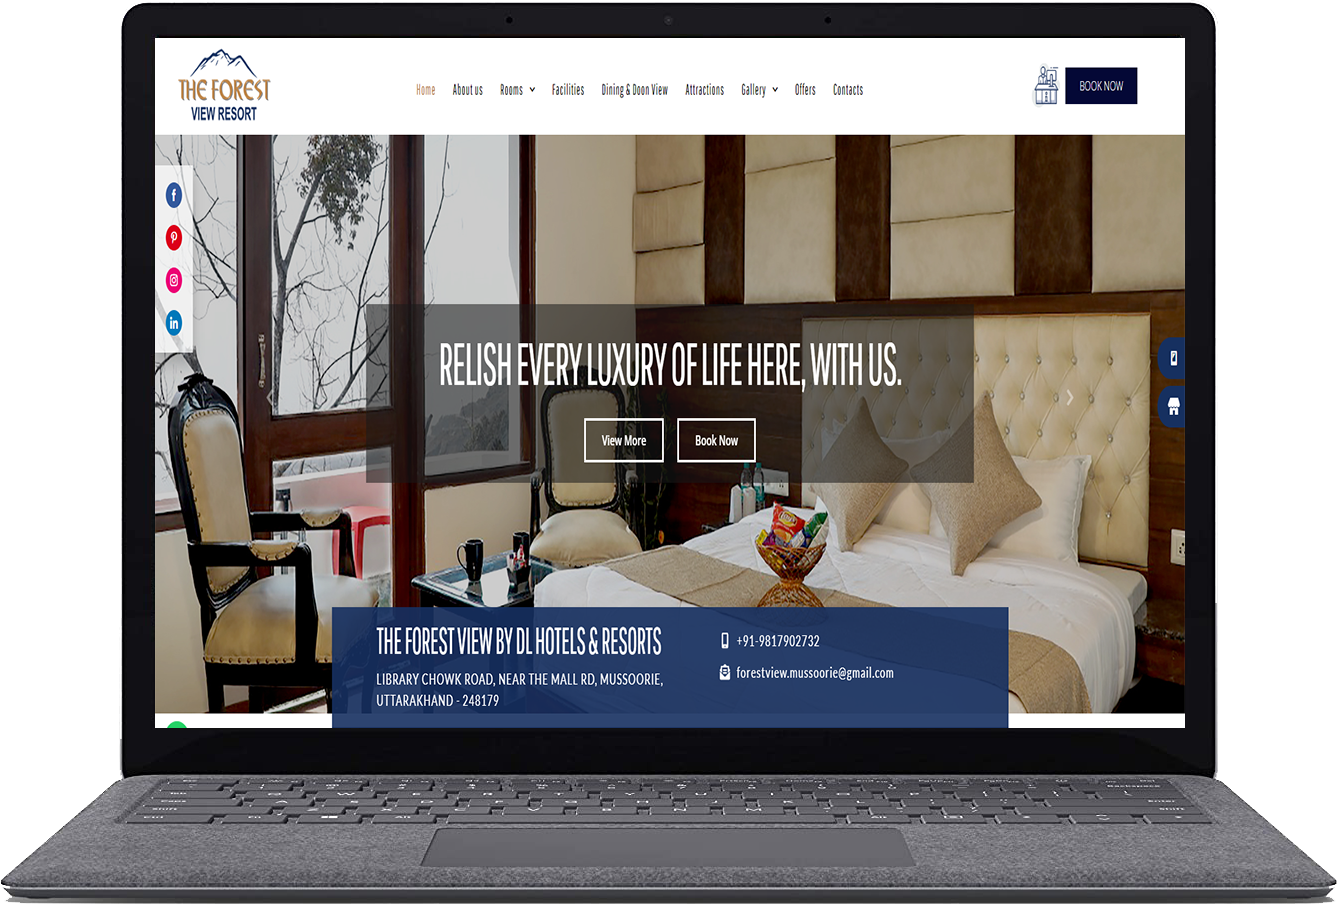 THE FOREST
VIEW RESORT
Home About us Rooms Facilities Dining & Doon View Attractions Gallery Offers Contacts
BOOK NOW
RELISH EVERY LUXURY OF LIFE HERE, WITH US.
View More Book Now
THE FOREST VIEW BY DL HOTELS & RESORTS
LIBRARY CHOWK ROAD, NEAR THE MALL RD, MUSSOORIE,
UTTARAKHAND - 248179
+91-9817902732
forestview.mussoorie@gmail.com